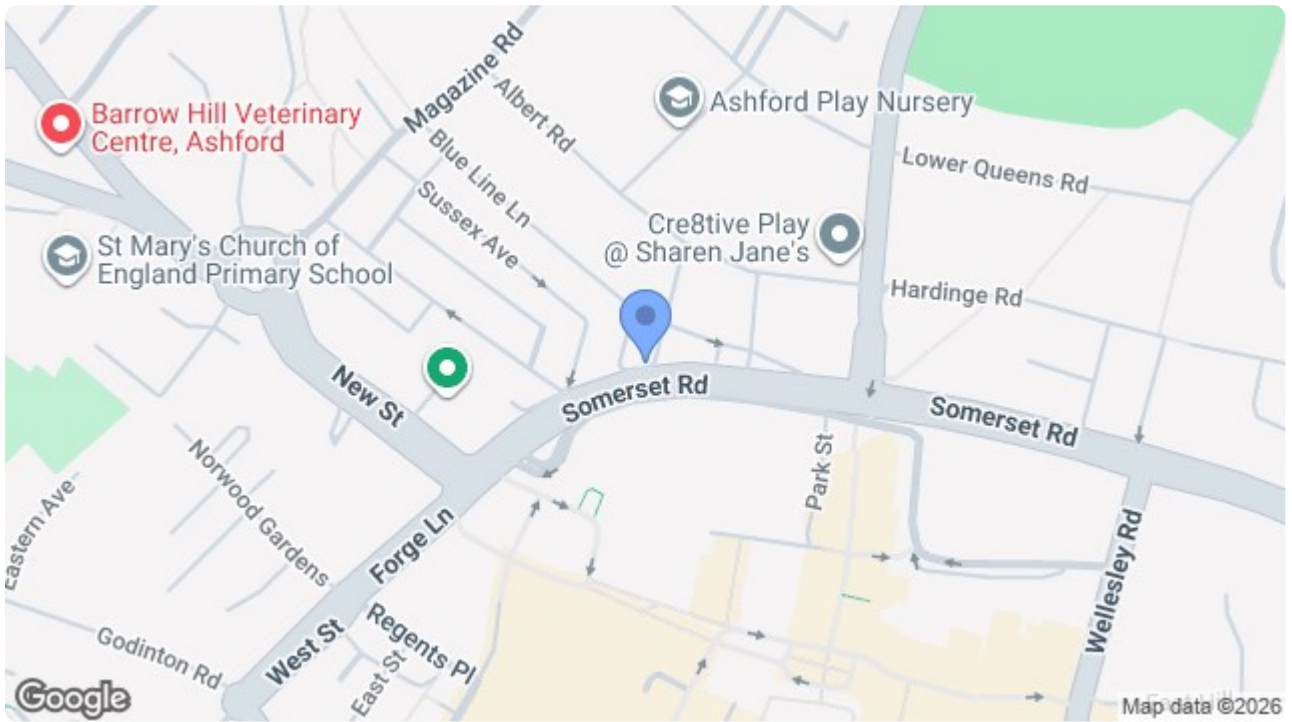 Magazine Rd
Albert Rd
Ashford Play Nursery
Barrow Hill Veterinary
Centre, Ashford
Blue Line Ln
Lower Queens Rd
Sussex Ave
Cre8tive Play
@ Sharen Jane's
St Mary's Church of
England Primary School
Hardinge Rd
New St
Somerset Rd
Somerset Rd
Park St
Norwood Gardens
Eastern Ave
Forge Ln
Wellesley Rd
Regents Pl
Godinton Rd
West St
East St
Google
Map data ©2026